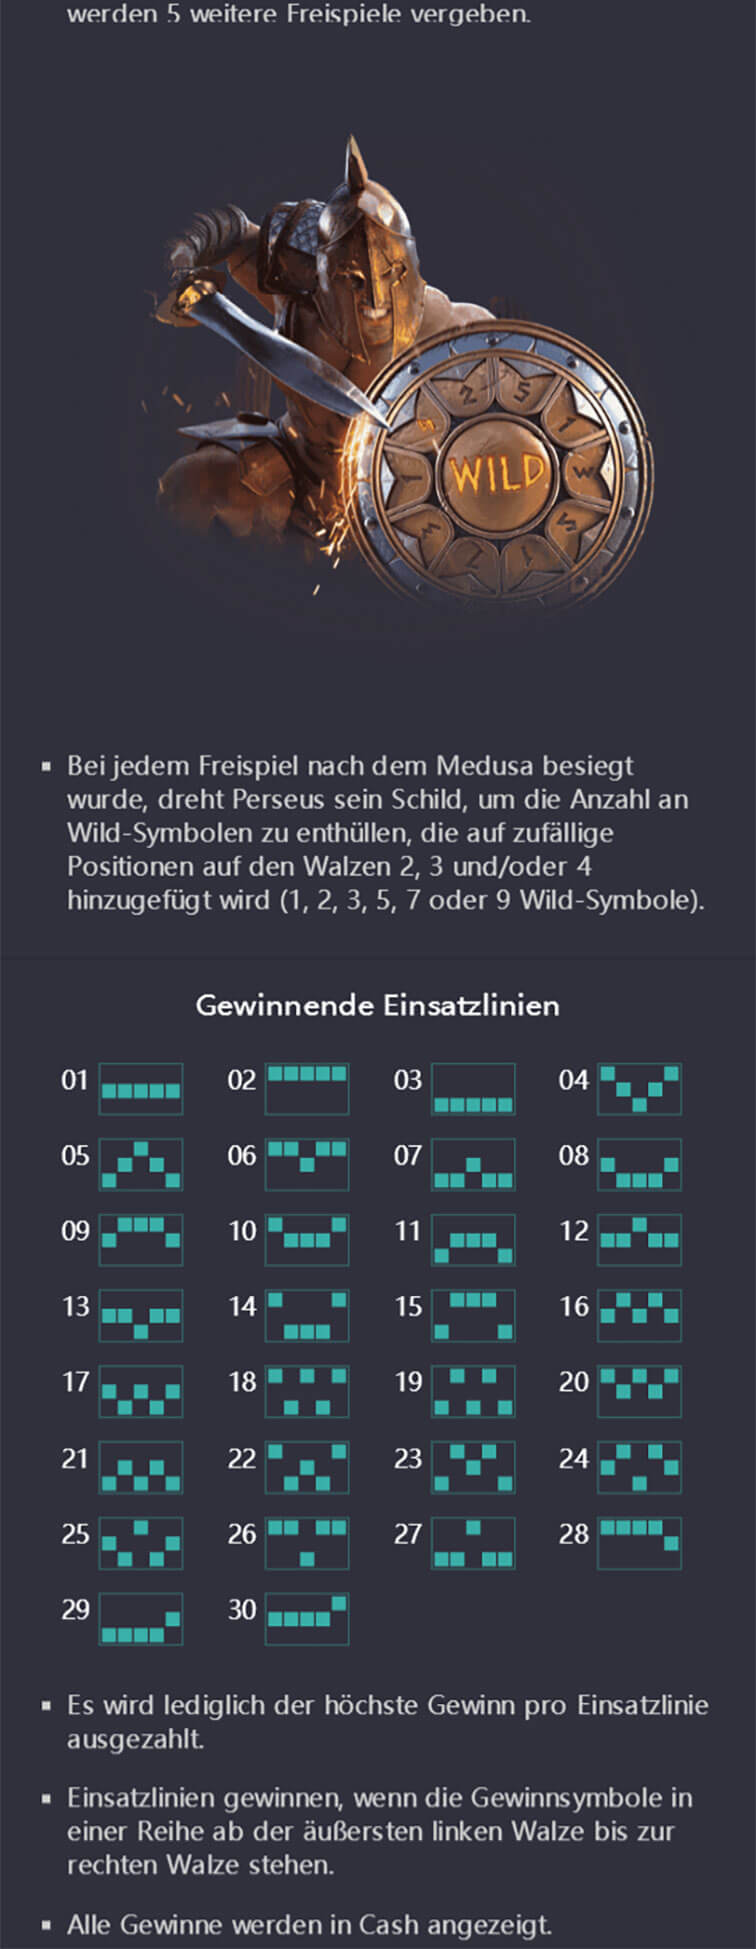 werden 5 weitere Freispiele vergeben.
WILD
Bei jedem Freispiel nach dem Medusa besiegt
wurde, dreht Perseus sein Schild, um die Anzahl an
Wild-Symbolen zu enthüllen, die auf zufällige
Positionen auf den Walzen 2, 3 und/oder 4
hinzugefügt wird (1, 2, 3, 5, 7 oder 9 Wild-Symbole).
Gewinnende Einsatzlinien
01 02 03 04
05 06 07 08
09 10 11 12
13 14 15 16
17 18 19 20
21 22 23 24
25 26 27 28
29 30
Es wird lediglich der höchste Gewinn pro Einsatzlinie
ausgezahlt.
Einsatzlinien gewinnen, wenn die Gewinnsymbole in
einer Reihe ab der äußersten linken Walze bis zur
rechten Walze stehen.
Alle Gewinne werden in Cash angezeigt.